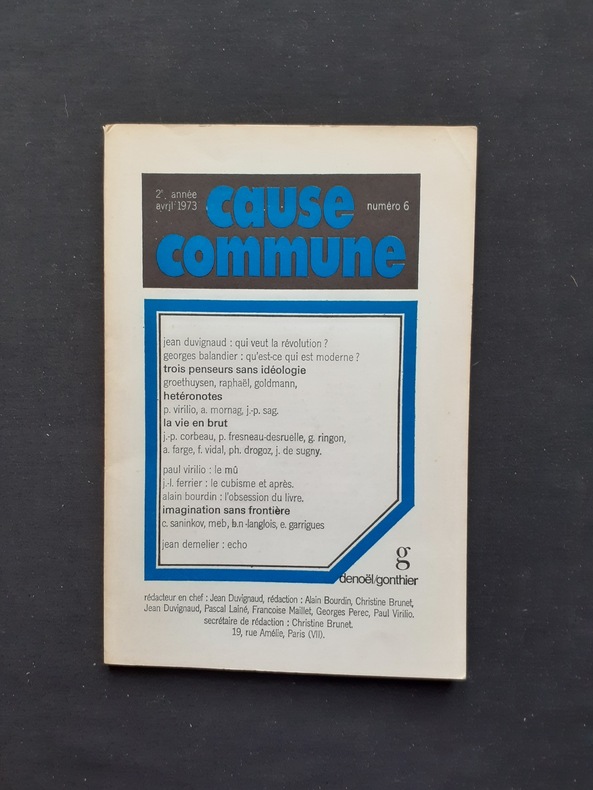 2e. année
avril 1973
cause
numéro 6
commune
jean duvignaud : qui veut la révolution ?
georges balandier : qu'est-ce qui est moderne ?
trois penseurs sans idéologie
groethuysen, raphaël, goldmann,
hetéronotes
p. virilio, a. mornag, j.-p. sag.
la vie en brut
j.-p. corbeau, p. fresneau-desruelle, g. ringon,
a. farge, f. vidal, ph. drogoz, j. de sugny.
paul virilio : le mû
j.-l. ferrier : le cubisme et après.
alain bourdin : l'obsession du livre.
imagination sans frontière
c. saninkov, meb, b.n-langlois, e. garrigues
jean demelier : echo
g
denoël/gonthier
rédacteur en chef : Jean Duvignaud, rédaction : Alain Bourdin, Christine Brunet,
Jean Duvignaud, Pascal Lainé, Francoise Maillet, Georges Perec, Paul Virilio.
secrétaire de rédaction : Christine Brunet.
19, rue Amélie, Paris (VII).